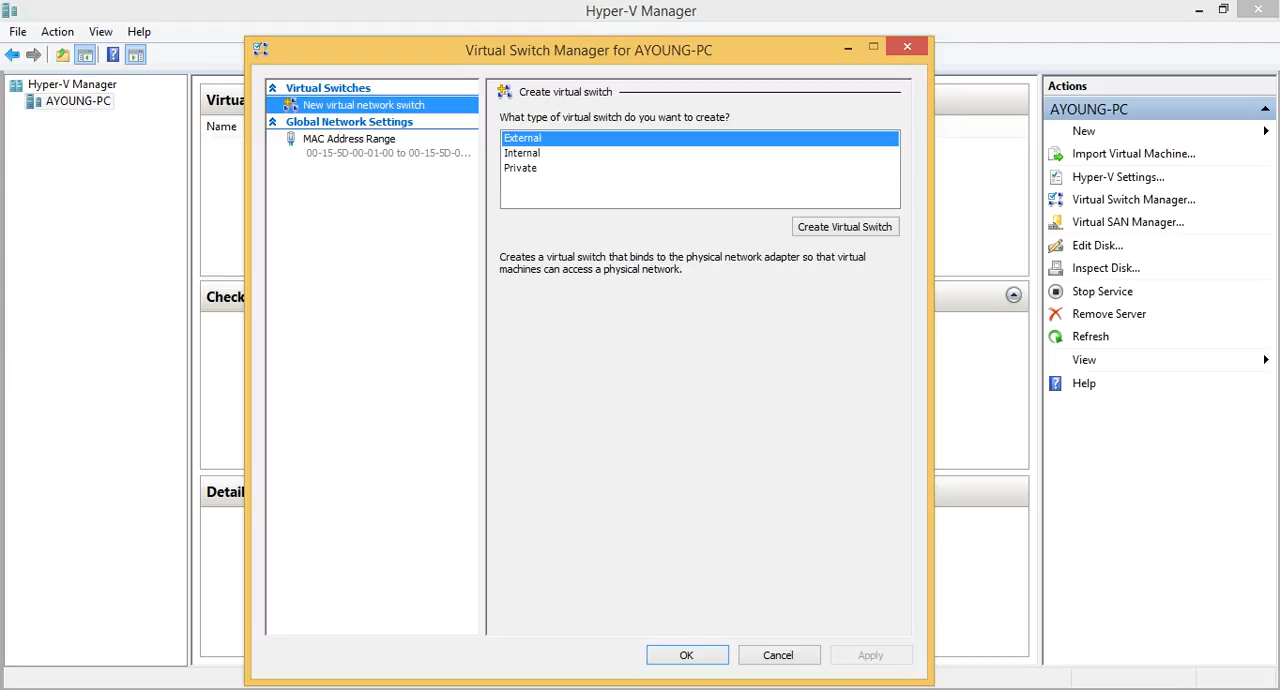 Hyper-V Manager
File Action View Help
Hyper-V Manager
AYOUNG-PC
Name
Virtual Switch Manager for AYOUNG-PC
Virtual Switches
New virtual network switch
Global Network Settings
MAC Address Range
00-15-5D-00-01-00 to 00-15-5D-0...
Create virtual switch
What type of virtual switch do you want to create?
External
Internal
Private
Create Virtual Switch
Creates a virtual switch that binds to the physical network adapter so that virtual
machines can access a physical network.
OK Cancel Apply
Actions
AYOUNG-PC
New
Import Virtual Machine...
Hyper-V Settings...
Virtual Switch Manager...
Virtual SAN Manager...
Edit Disk...
Inspect Disk...
Stop Service
Remove Server
Refresh
View
Help